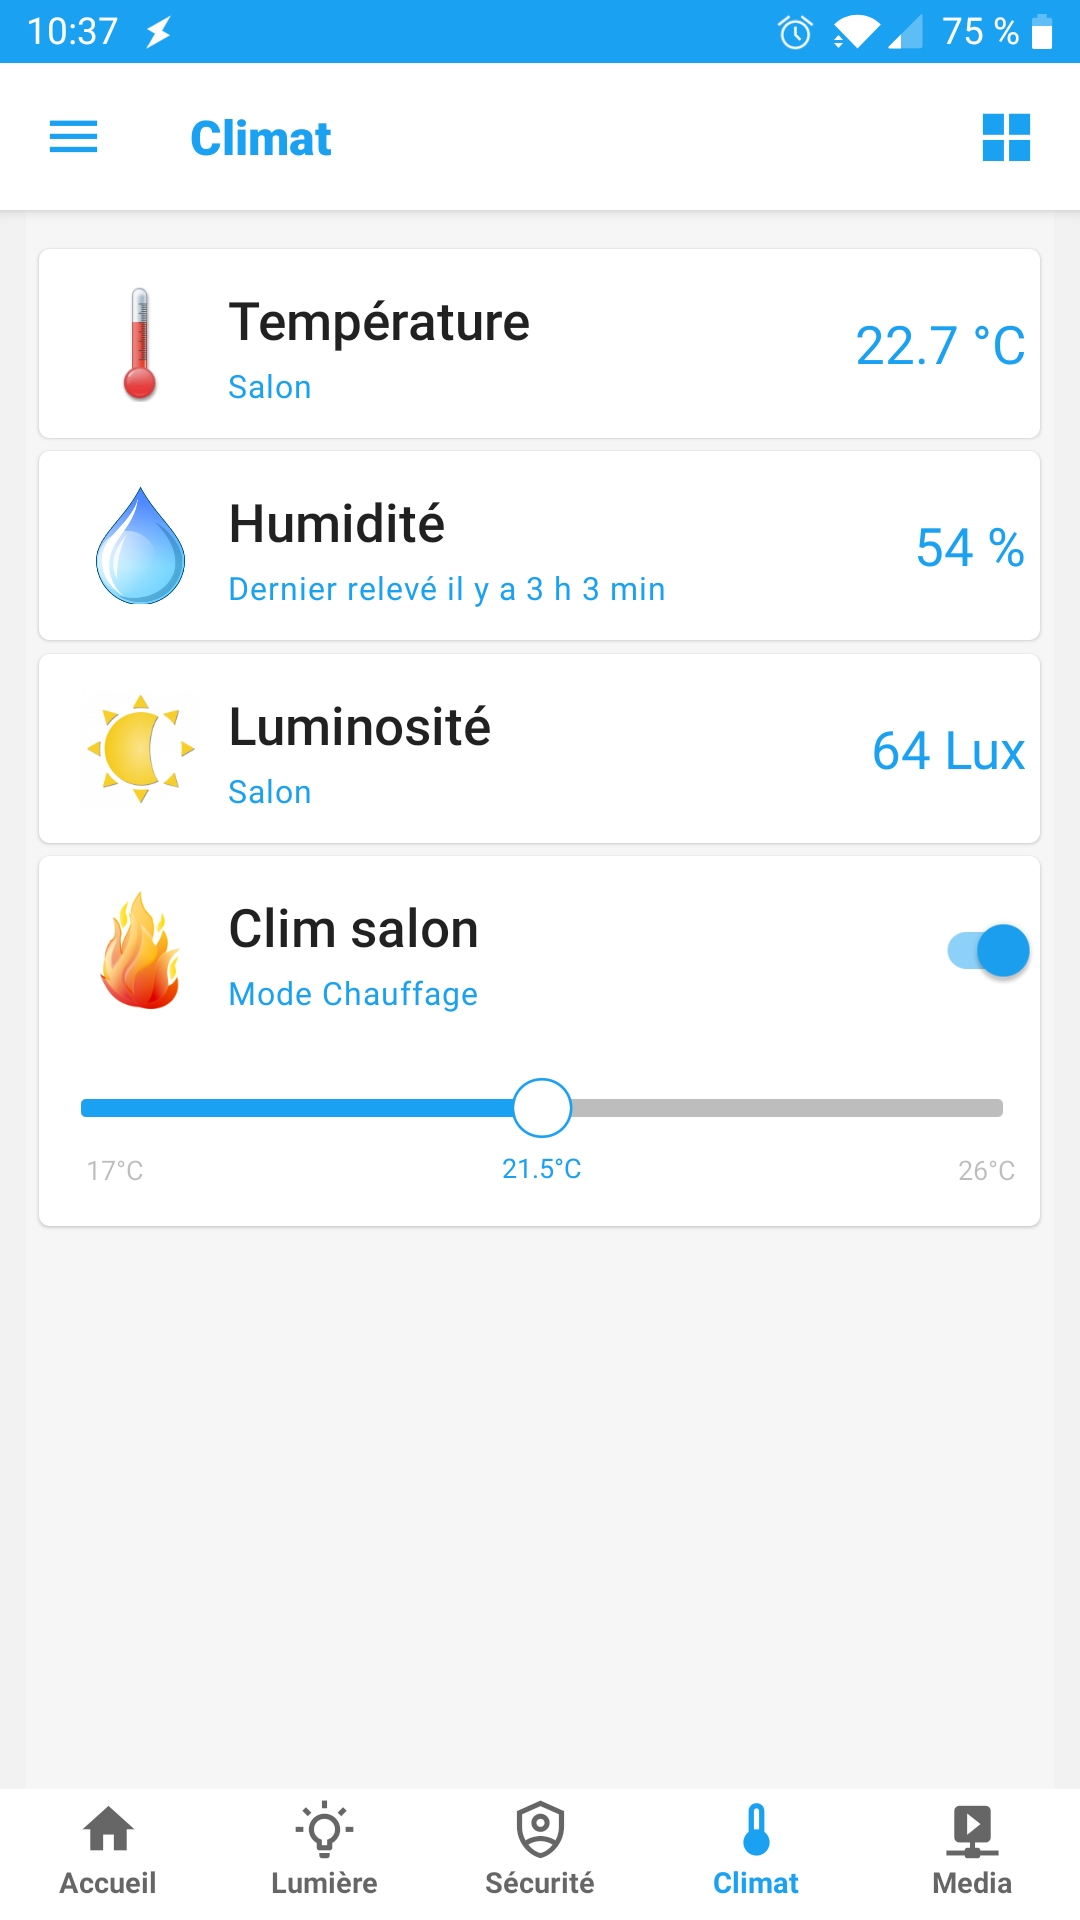 10:37
75 %
Climat
Température
22.7 °C
Salon
Humidité
54 %
Dernier relevé il y a 3 h 3 min
Luminosité
64 Lux
Salon
Clim salon
Mode Chauffage
17°C 21.5°C 26°C
Accueil Lumière Sécurité Climat Media